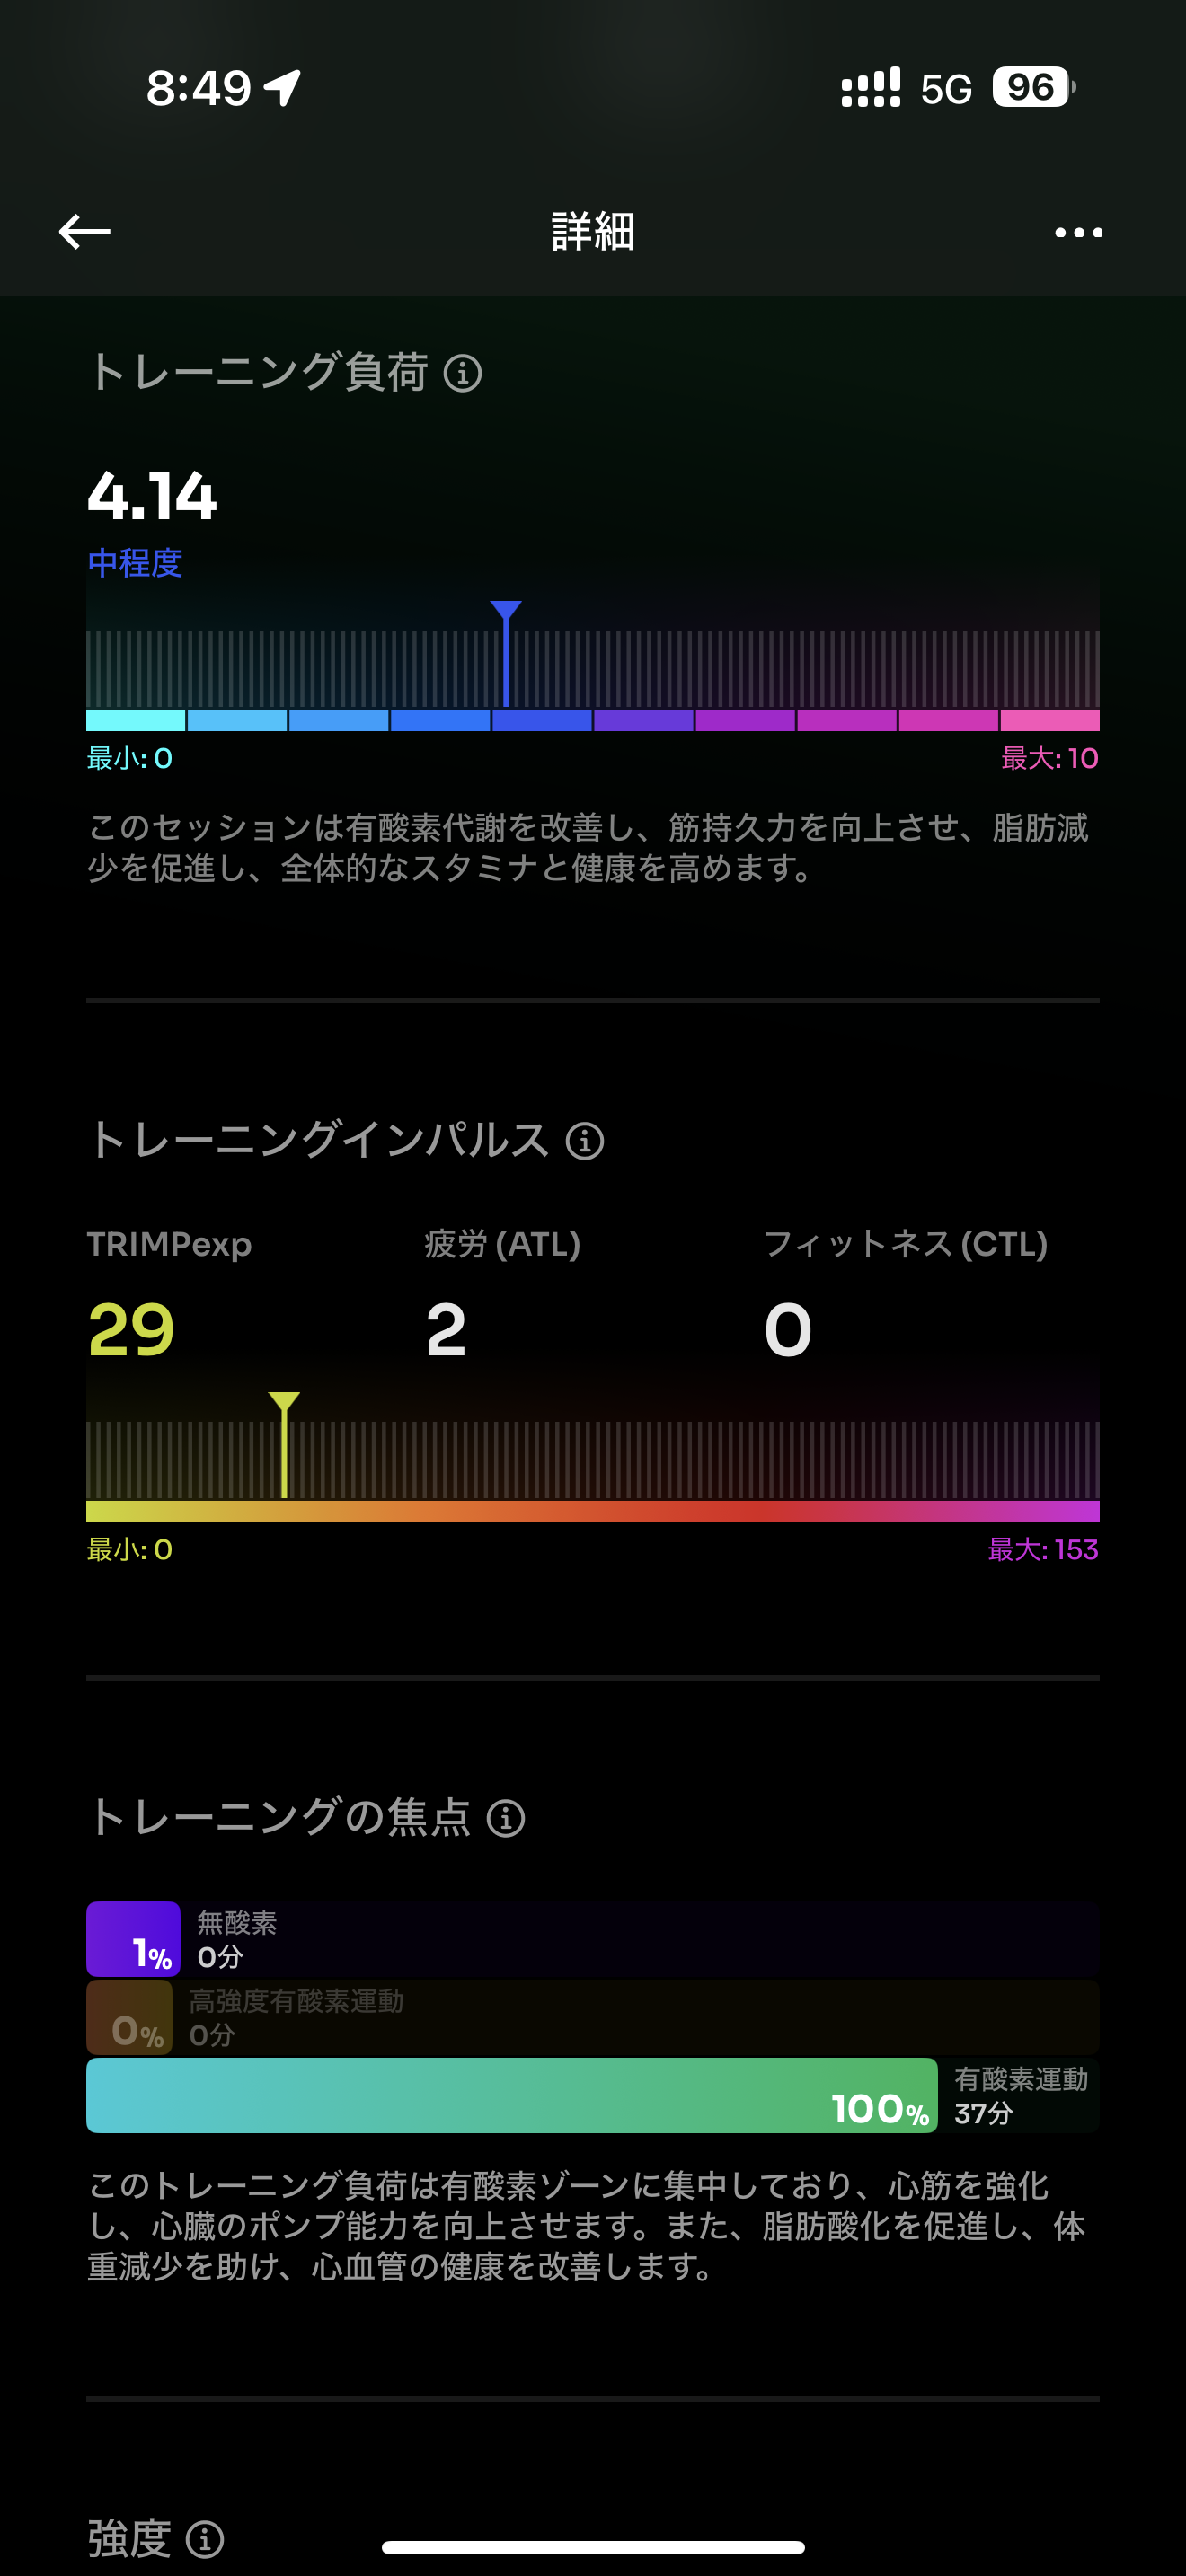 8:49 5G 96
詳細
トレーニング負荷
4.14
中程度
最小: 0 最大: 10
このセッションは有酸素代謝を改善し、筋持久力を向上させ、脂肪減
少を促進し、全体的なスタミナと健康を高めます。
トレーニングインパルス
TRIMPexp 疲労 (ATL) フィットネス (CTL)
29 2 0
最小: 0 最大: 153
トレーニングの焦点
1% 無酸素
0分
0% 高強度有酸素運動
0分
100% 有酸素運動
37分
このトレーニング負荷は有酸素ゾーンに集中しており、心筋を強化
し、心臓のポンプ能力を向上させます。また、脂肪酸化を促進し、体
重減少を助け、心血管の健康を改善します。
強度